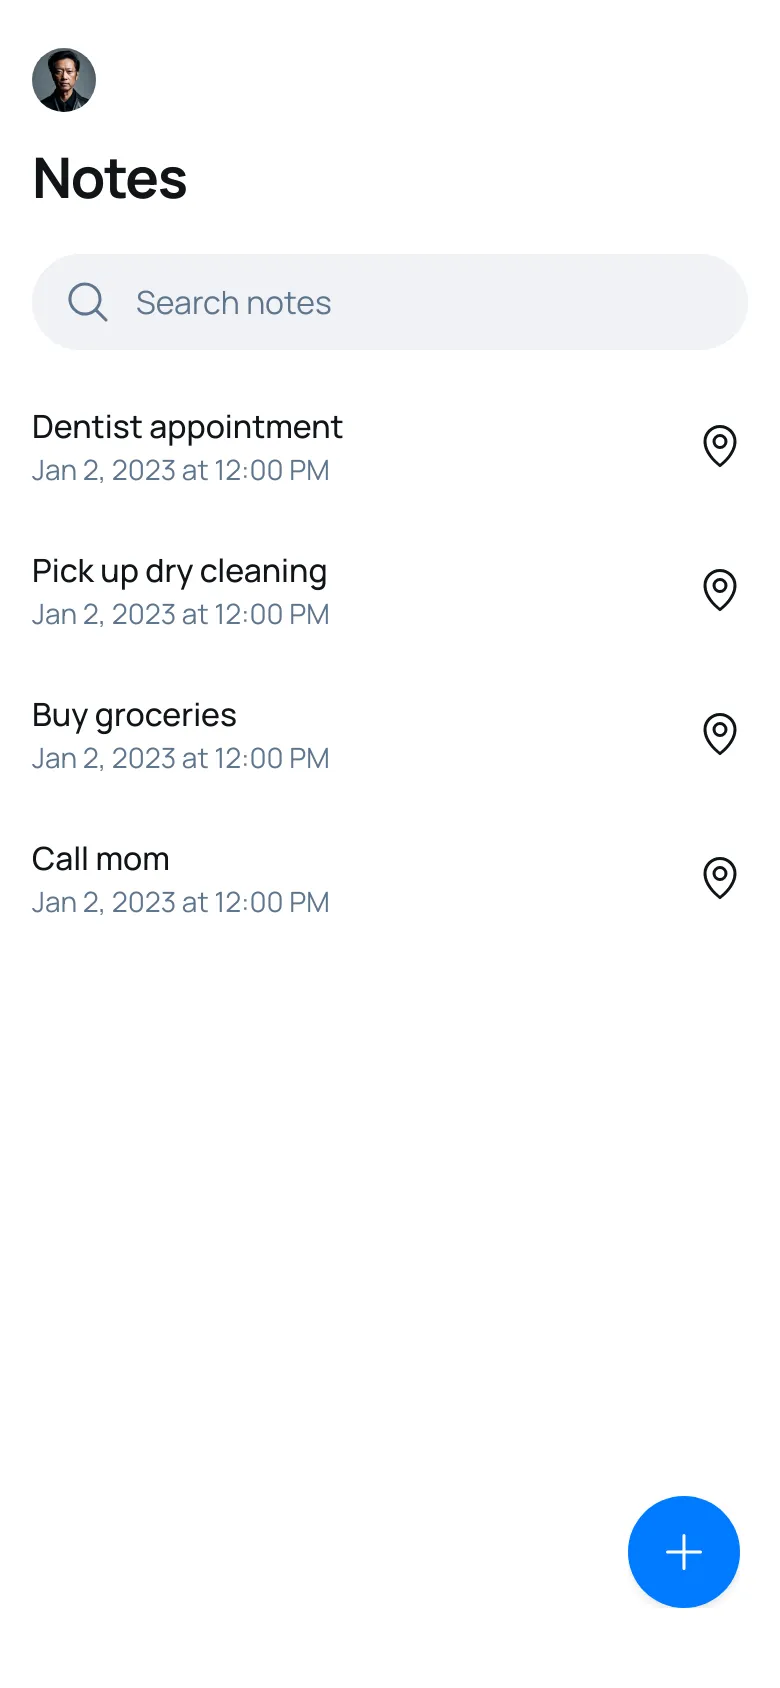 Notes
Search notes
Dentist appointment
Jan 2, 2023 at 12:00 PM
Pick up dry cleaning
Jan 2, 2023 at 12:00 PM
Buy groceries
Jan 2, 2023 at 12:00 PM
Call mom
Jan 2, 2023 at 12:00 PM